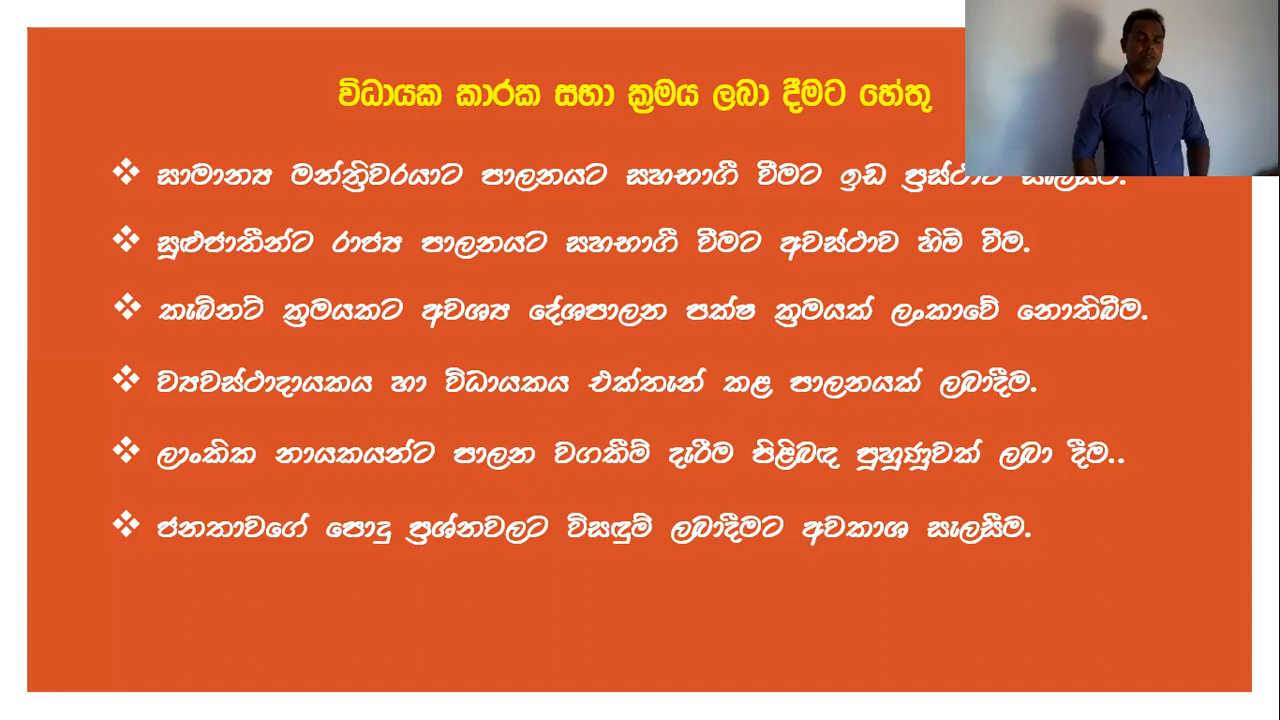 විධායක කාරක සභා ක්‍රමය ලබා දීමට හේතු
❖ සාමාන්‍ය මන්ත්‍රිවරයාට පාලනයට සහභාගී වීමට ඉඩ ප්‍රස්ථාව සැලසීම.
❖ සුළුජාතීන්ට රාජ්‍ය පාලනයට සහභාගී වීමට අවස්ථාව හිමි වීම.
❖ කැබිනට් ක්‍රමයකට අවශ්‍ය දේශපාලන පක්ෂ ක්‍රමයක් ලංකාවේ නොතිබීම.
❖ ව්‍යවස්ථාදායකය හා විධායකය එක්තැන් කළ පාලනයක් ලබාදීම.
❖ ලාංකික නායකයන්ට පාලන වගකීම් දැරීම පිළිබඳ පුහුණුවක් ලබා දීම..
❖ ජනතාවගේ පොදු ප්‍රශ්නවලට විසඳුම් ලබාදීමට අවකාශ සැලසීම.